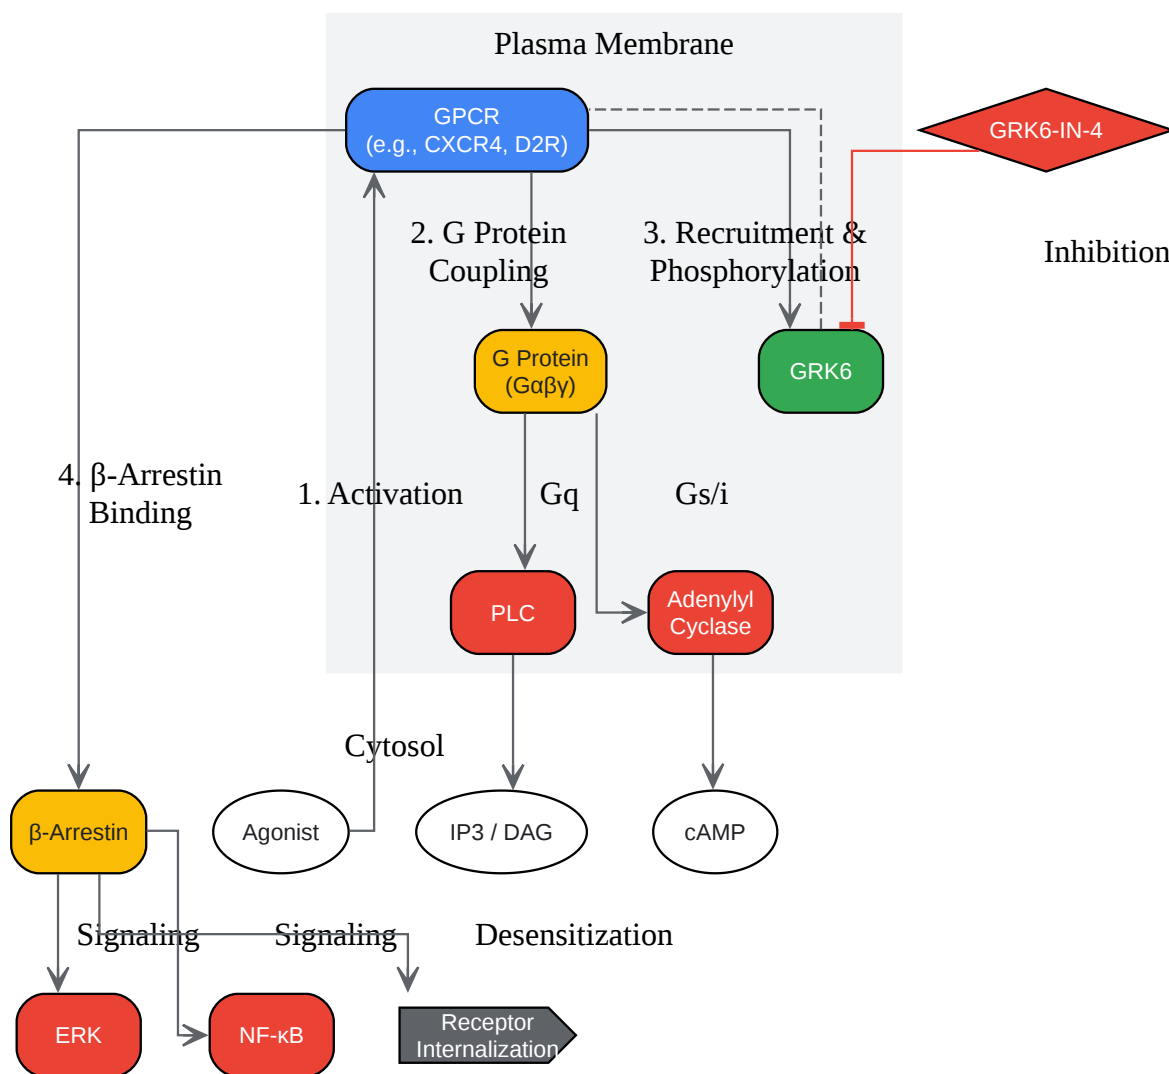 Plasma Membrane
GPCR
(e.g., CXCR4, D2R)
GRK6-IN-4
2. G Protein
Coupling
3. Recruitment &
Phosphorylation
Inhibition
G Protein
(Gαβγ)
GRK6
4. β-Arrestin
Binding
1. Activation
Gq
Gs/i
PLC
Adenylyl
Cyclase
Cytosol
β-Arrestin
Agonist
IP3 / DAG
cAMP
Signaling
Signaling
Desensitization
ERK
NF-κB
Receptor
Internalization